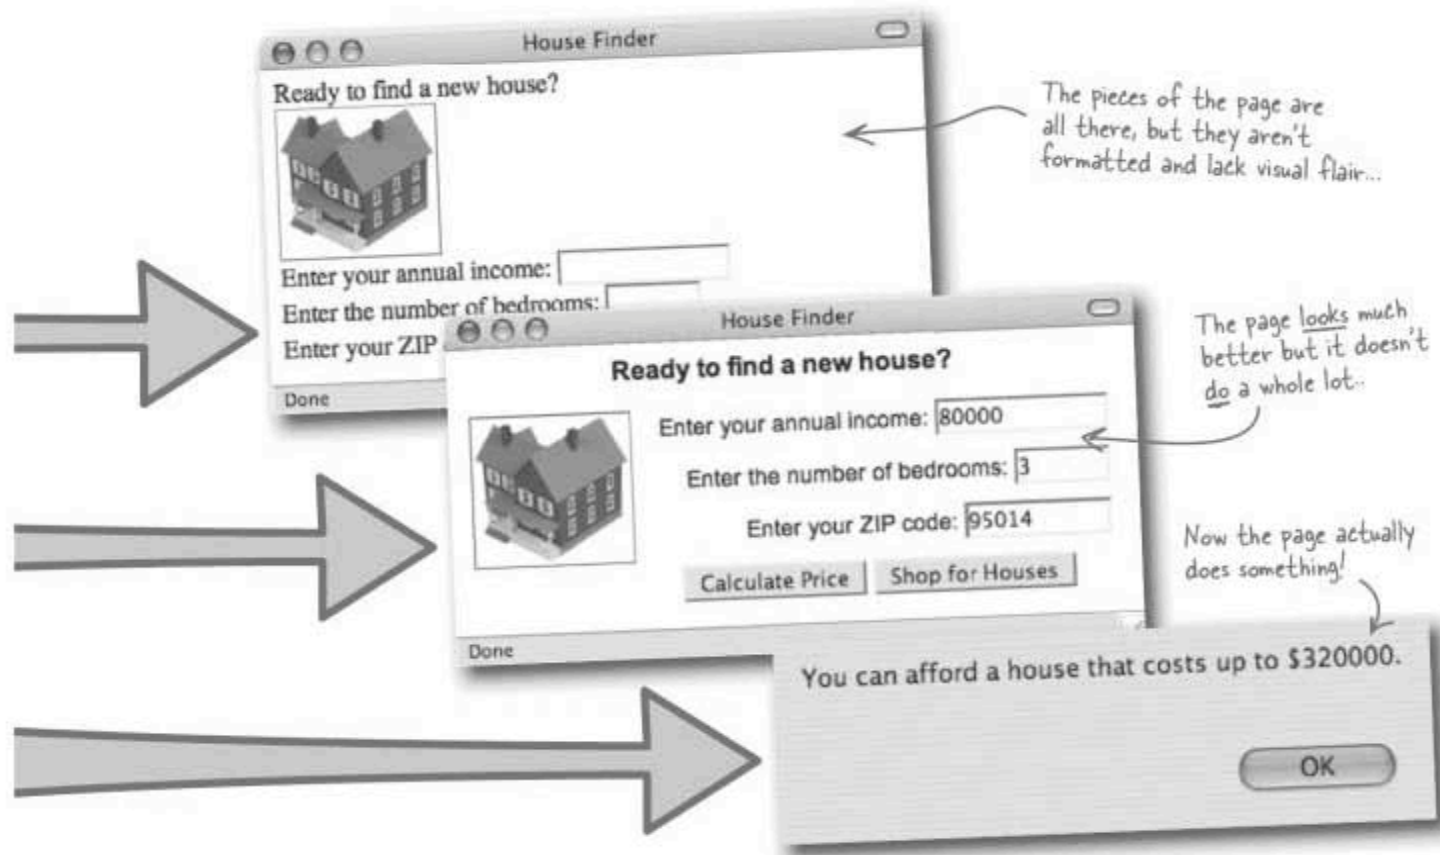 House Finder
Ready to find a new house?
The pieces of the page are
all there, but they aren't
formatted and lack visual flair...
Enter your annual income:
Enter the number of bedrooms:
Enter your ZIP
Done
House Finder
Ready to find a new house?
The page looks much
better but it doesn't
do a whole lot..
Enter your annual income: 80000
Enter the number of bedrooms: 3
Enter your ZIP code: 95014
Calculate Price
Shop for Houses
Done
Now the page actually
does something!
You can afford a house that costs up to $320000.
OK